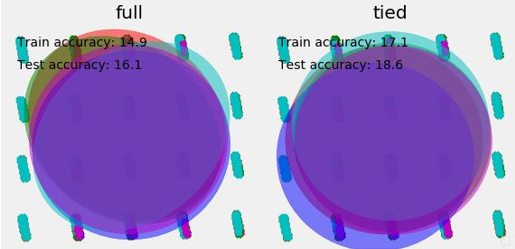 full
Train accuracy: 14.9
Test accuracy: 16.1
tied
Train accuracy: 17.1
Test accuracy: 18.6